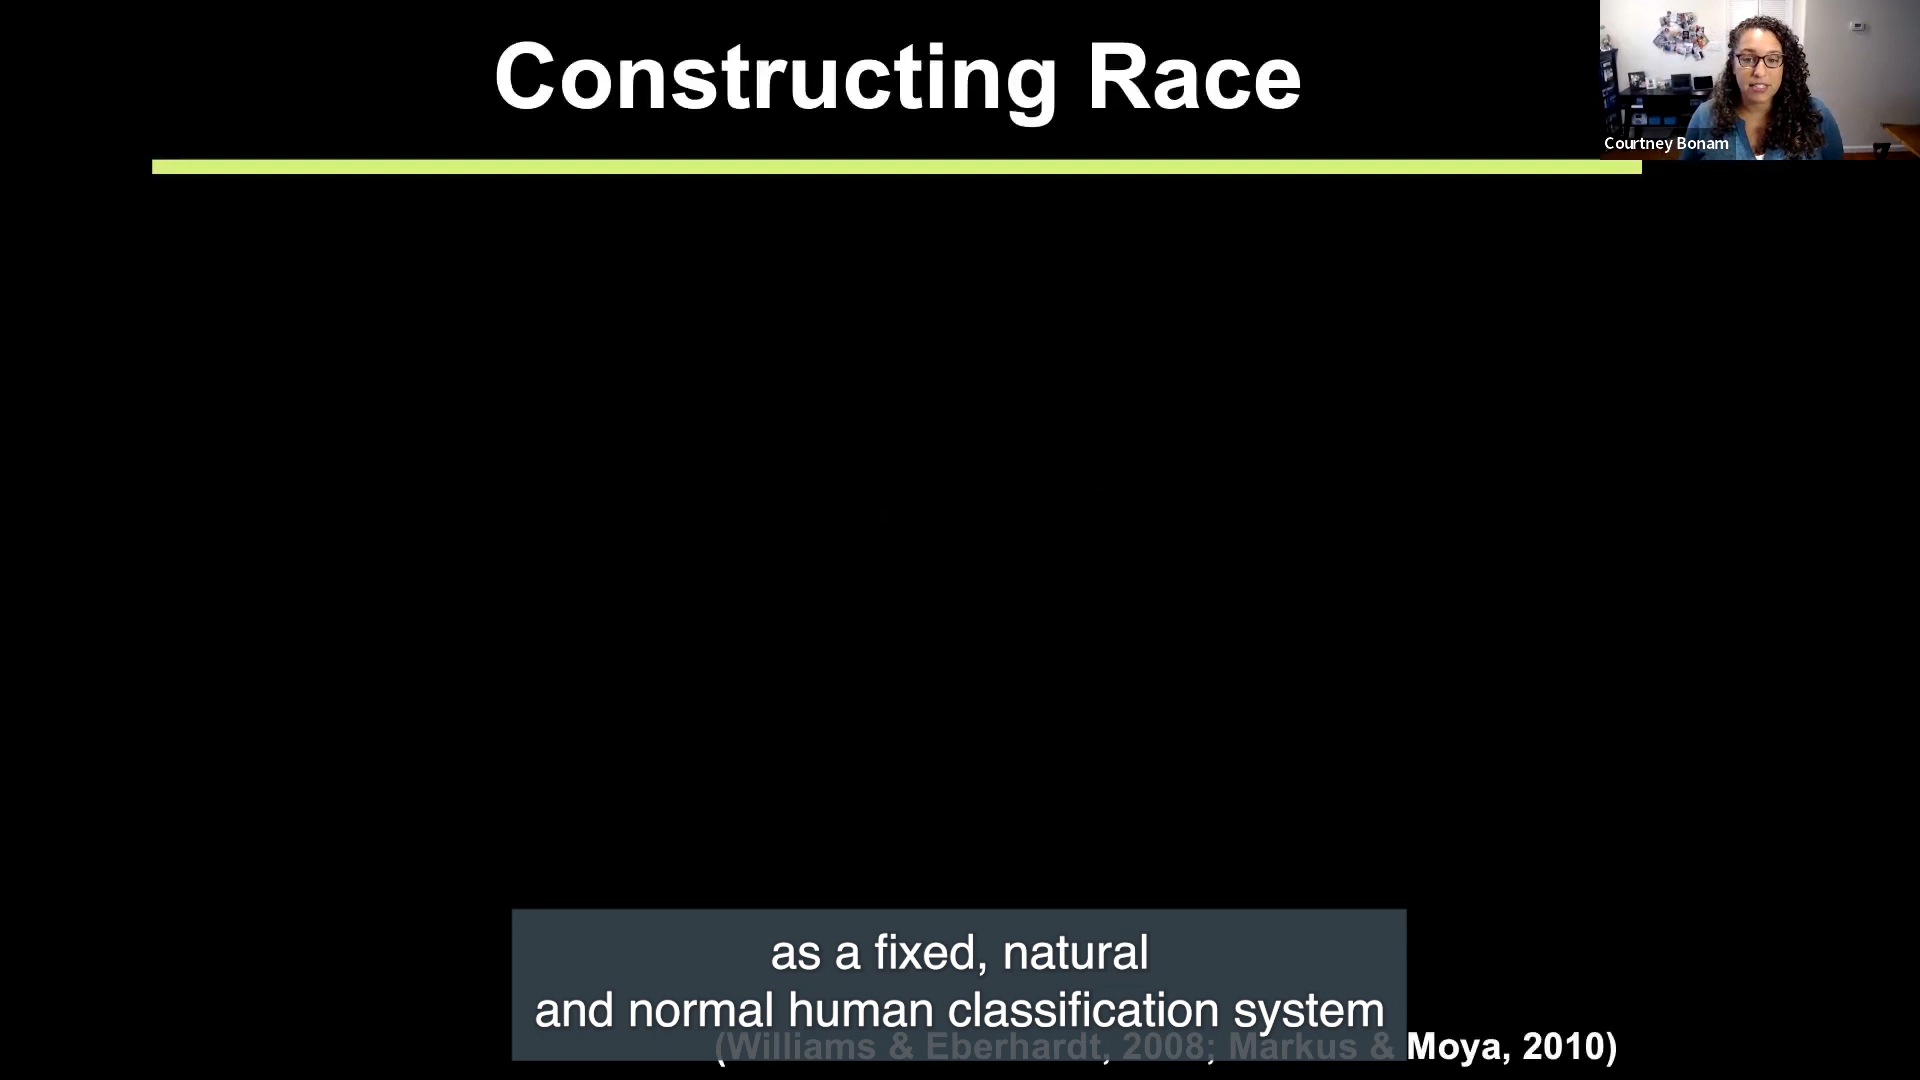 Constructing Race
Courtney Bonam
as a fixed, natural
and normal human classification system
(Williams & Eberhardt, 2008; Markus & Moya, 2010)